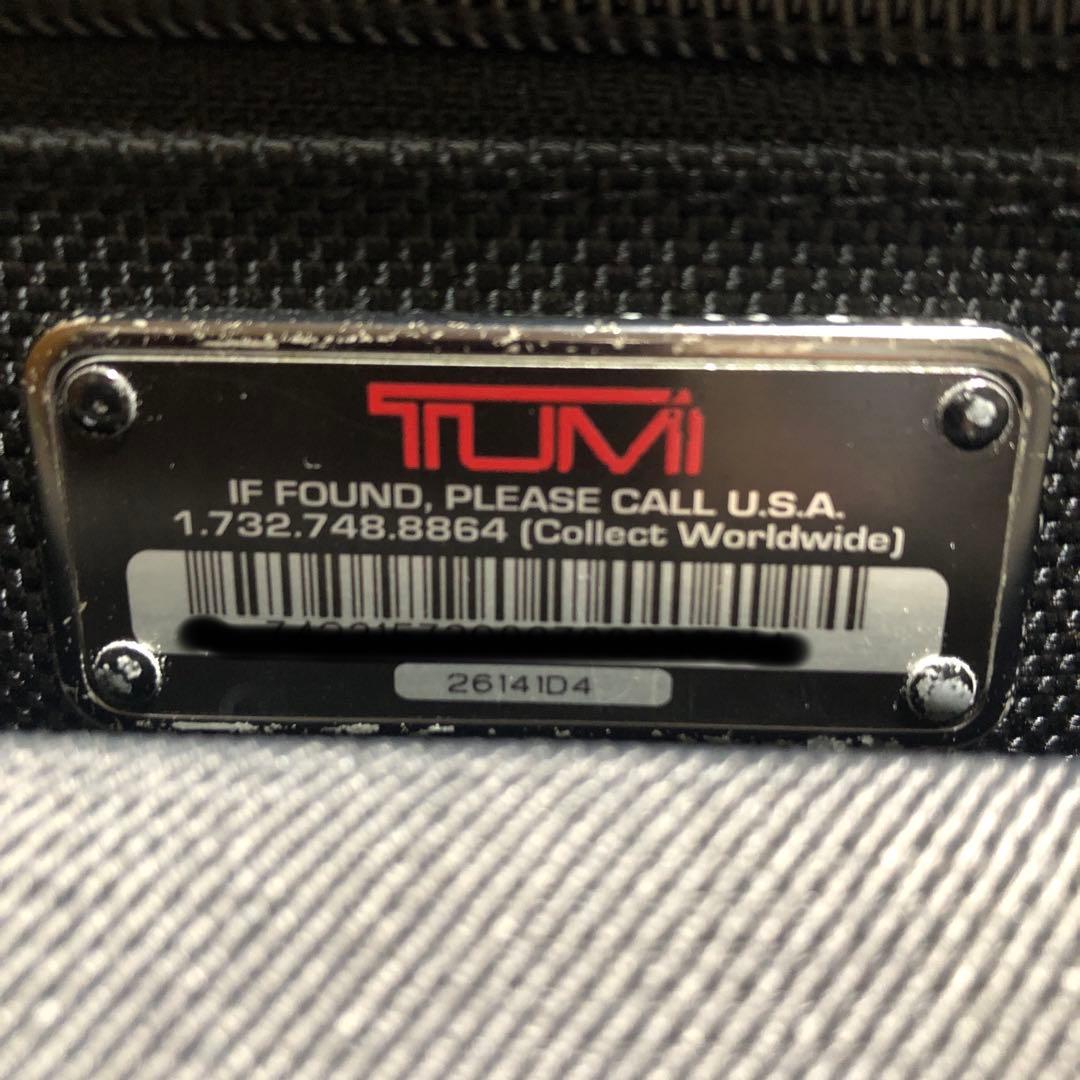 TUMI
IF FOUND, PLEASE CALL U.S.A.
1.732.748.8864 (Collect Worldwide)
26141D4